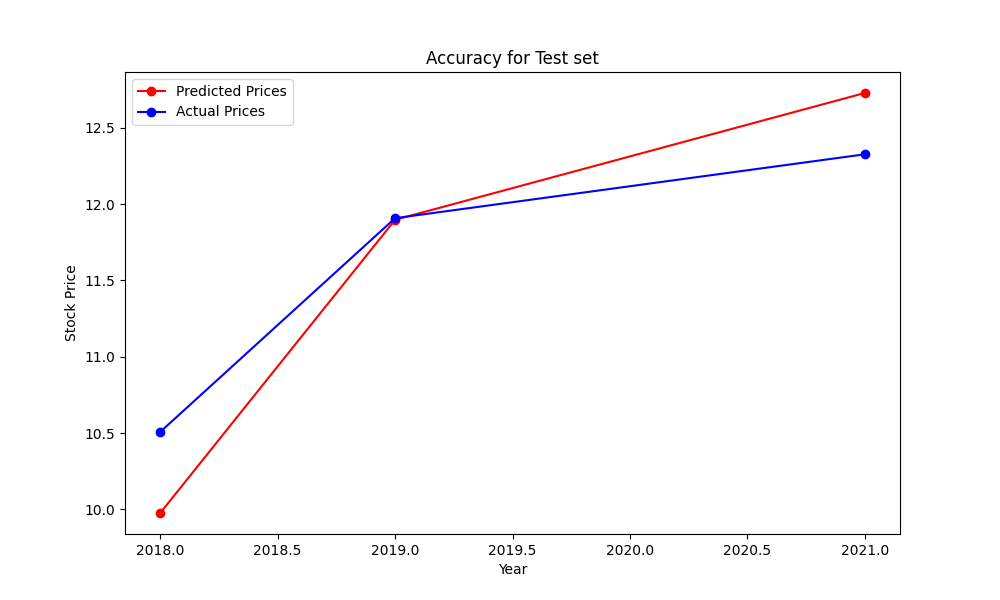 Accuracy for Test set
Predicted Prices
Actual Prices
12.5
12.0
11.5
11.0
10.5
10.0
Stock Price
2018.0 2018.5 2019.0 2019.5 2020.0 2020.5 2021.0
Year